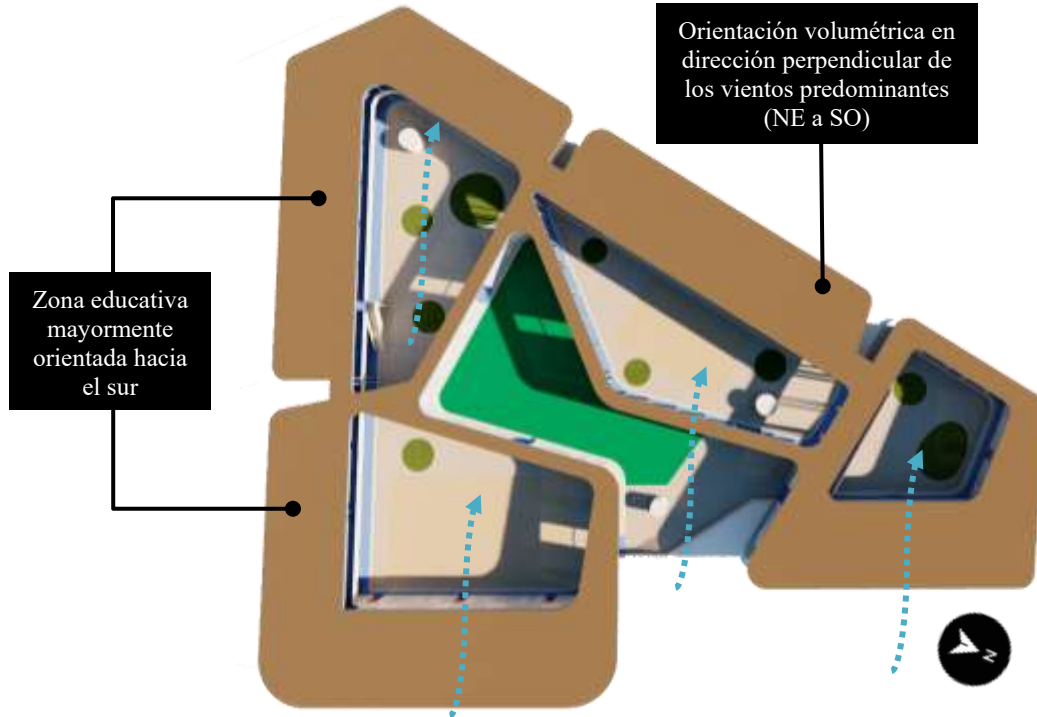 Orientación volumétrica en
dirección perpendicular de
los vientos predominantes
(NE a SO)
Zona educativa
mayormente
orientada hacia
el sur
N